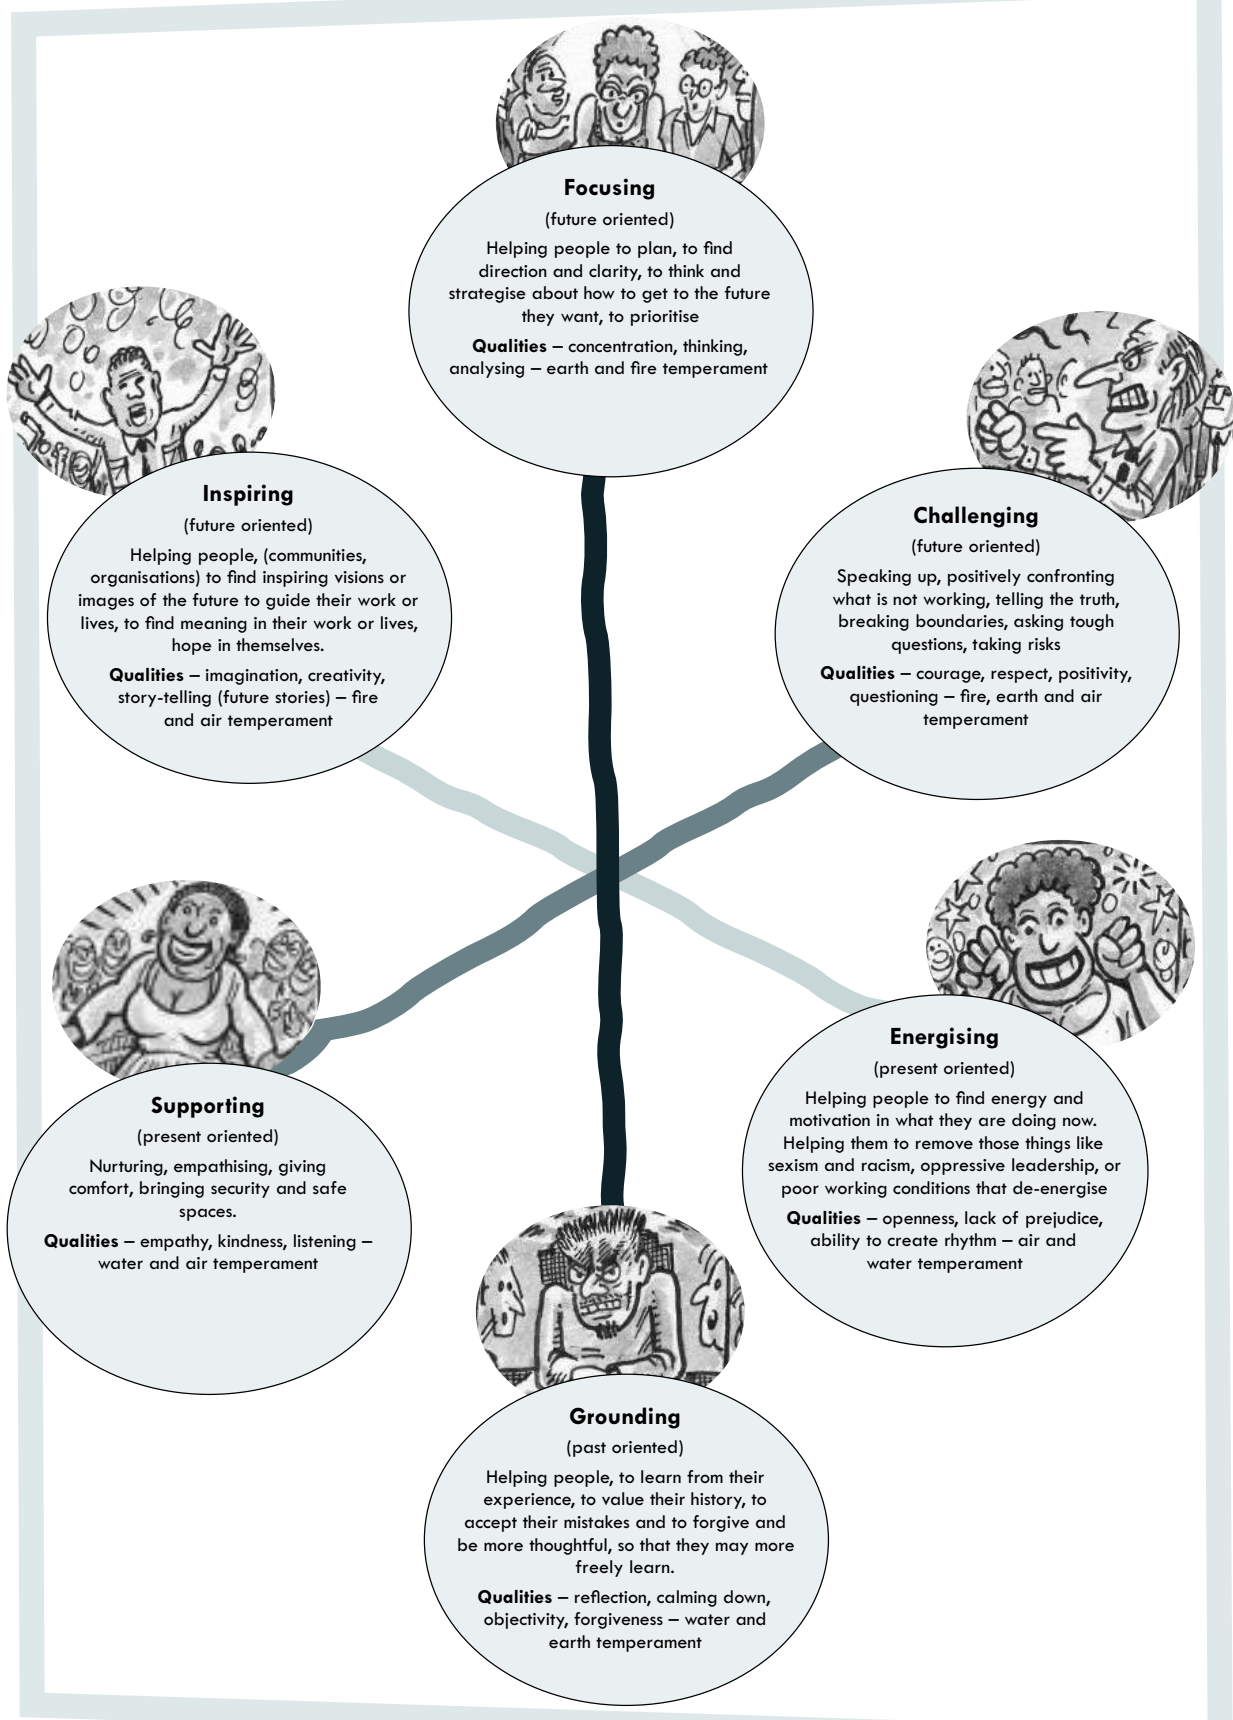 Focusing
(future oriented)
Helping people to plan, to find
direction and clarity, to think and
strategise about how to get to the future
they want, to prioritise
Qualities – concentration, thinking,
analysing – earth and fire temperament
Inspiring
(future oriented)
Helping people, (communities,
organisations) to find inspiring visions or
images of the future to guide their work or
lives, to find meaning in their work or lives,
hope in themselves.
Qualities – imagination, creativity,
story-telling (future stories) – fire
and air temperament
Challenging
(future oriented)
Speaking up, positively confronting
what is not working, telling the truth,
breaking boundaries, asking tough
questions, taking risks
Qualities – courage, respect, positivity,
questioning – fire, earth and air
temperament
Supporting
(present oriented)
Nurturing, empathising, giving
comfort, bringing security and safe
spaces.
Qualities – empathy, kindness, listening –
water and air temperament
Energising
(present oriented)
Helping people to find energy and
motivation in what they are doing now.
Helping them to remove those things like
sexism and racism, oppressive leadership, or
poor working conditions that de-energise
Qualities – openness, lack of prejudice,
ability to create rhythm – air and
water temperament
Grounding
(past oriented)
Helping people, to learn from their
experience, to value their history, to
accept their mistakes and to forgive and
be more thoughtful, so that they may more
freely learn.
Qualities – reflection, calming down,
objectivity, forgiveness – water and
earth temperament